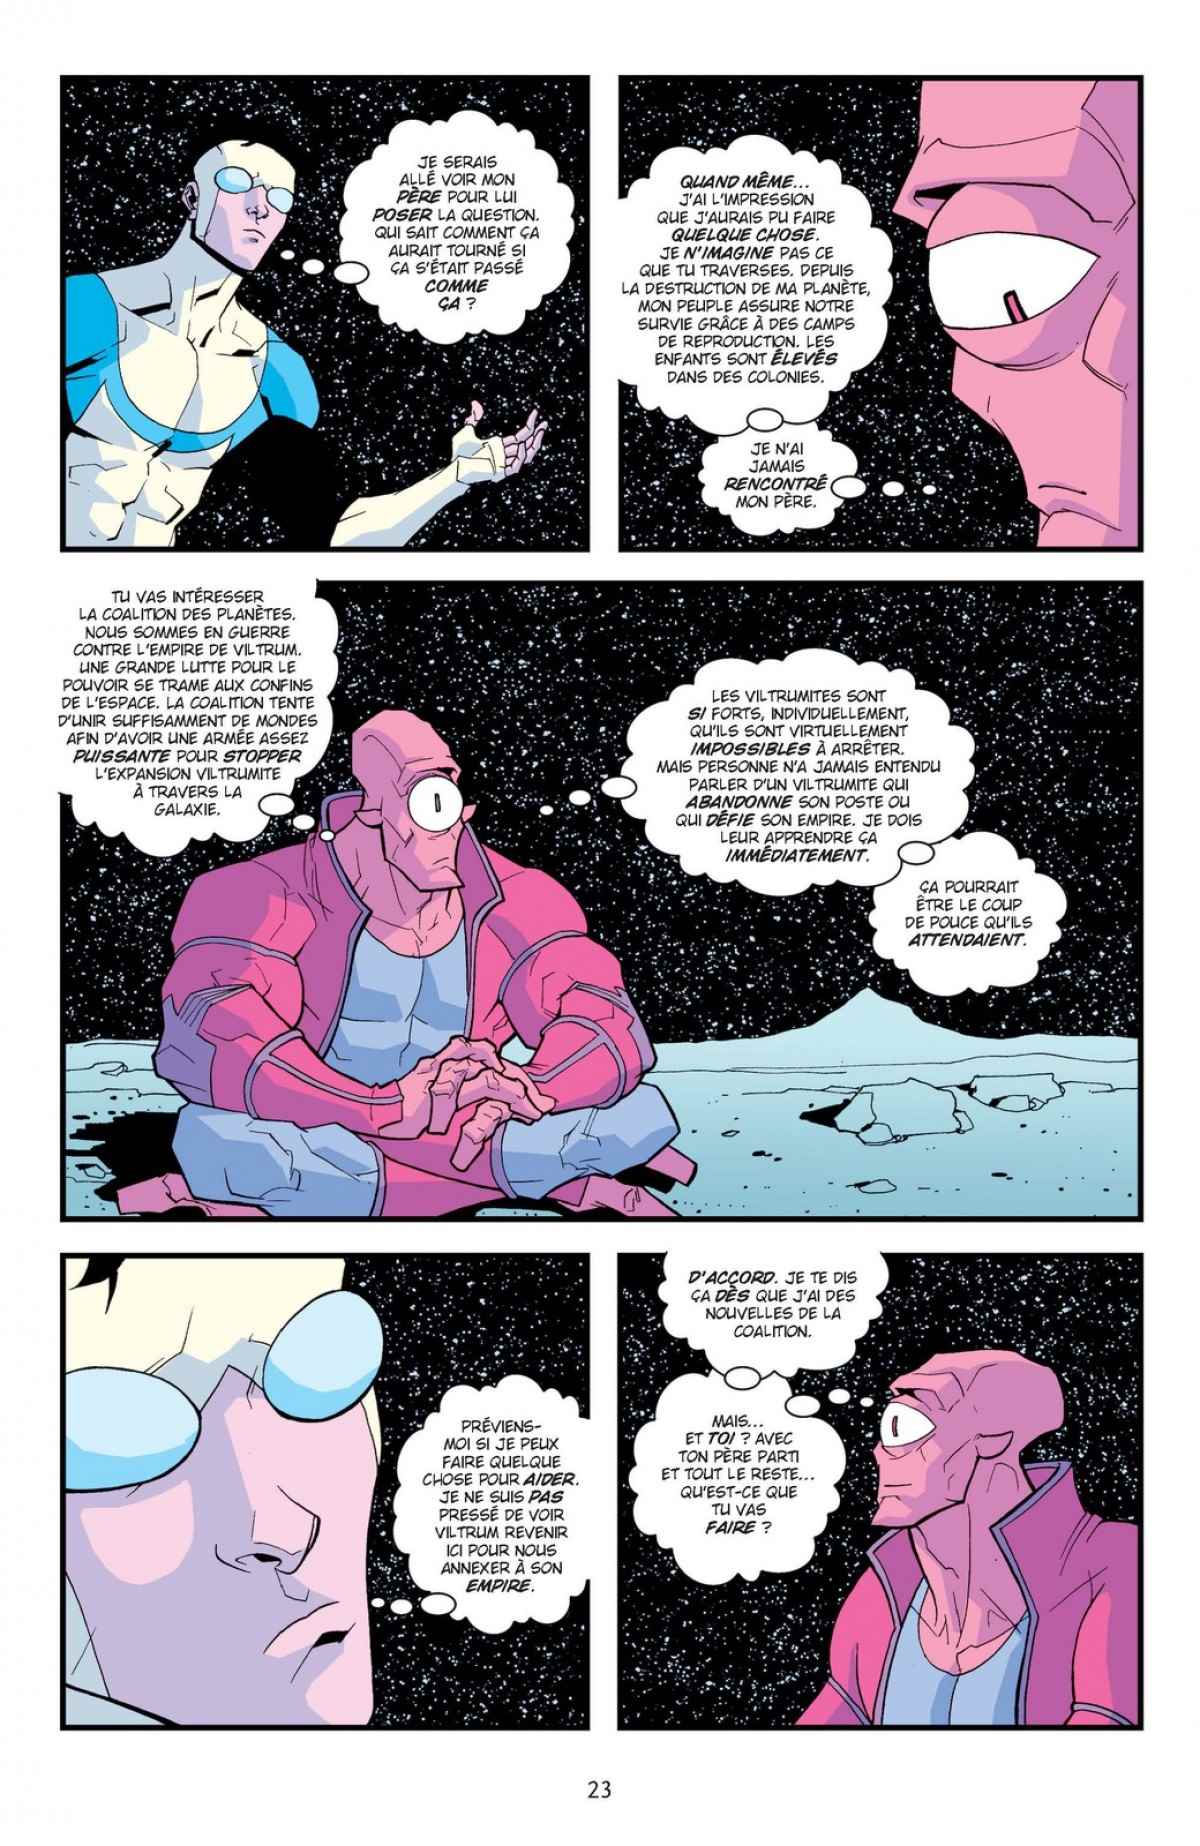 JE SERAIS
ALLÉ VOIR MON
PÈRE POUR LUI
POSER LA QUESTION.
QUI SAIT COMMENT ÇA
AURAIT TOURNÉ SI
ÇA S'ÉTAIT PASSÉ
COMME
ÇA ?
QUAND MÊME...
J'AI L'IMPRESSION
QUE J'AURAIS PU FAIRE
QUELQUE CHOSE.
JE N'IMAGINE PAS CE
QUE TU TRAVERSES. DEPUIS
LA DESTRUCTION DE MA PLANÈTE,
MON PEUPLE ASSURE NOTRE
SURVIE GRÂCE À DES CAMPS
DE REPRODUCTION. LES
ENFANTS SONT ÉLEVÉS
DANS DES COLONIES.
JE N'AI
JAMAIS
RENCONTRÉ
MON PÈRE.
TU VAS INTÉRESSER
LA COALITION DES PLANÈTES.
NOUS SOMMES EN GUERRE
CONTRE L'EMPIRE DE VILTRUM.
UNE GRANDE LUTTE POUR LE
POUVOIR SE TRAME AUX CONFINS
DE L'ESPACE. LA COALITION TENTE
D'UNIR SUFFISAMMENT DE MONDES
AFIN D'AVOIR UNE ARMÉE ASSEZ
PUISSANTE POUR STOPPER
L'EXPANSION VILTRUMITE
À TRAVERS LA
GALAXIE.
LES VILTRUMITES SONT
SI FORTS, INDIVIDUELLEMENT,
QU'ILS SONT VIRTUELLEMENT
IMPOSSIBLES À ARRÊTER.
MAIS PERSONNE N'A JAMAIS ENTENDU
PARLER D'UN VILTRUMITE QUI
ABANDONNE SON POSTE OU
QUI DÉFIE SON EMPIRE. JE DOIS
LEUR APPRENDRE ÇA
IMMÉDIATEMENT.
ÇA POURRAIT
ÊTRE LE COUP
DE POUCE QU'ILS
ATTENDAIENT.
PRÉVIENS-
MOI SI JE PEUX
FAIRE QUELQUE
CHOSE POUR AIDER.
JE NE SUIS PAS
PRESSÉ DE VOIR
VILTRUM REVENIR
ICI POUR NOUS
ANNEXER À SON
EMPIRE.
D'ACCORD. JE TE DIS
ÇA DÈS QUE J'AI DES
NOUVELLES DE LA
COALITION.
MAIS...
ET TOI ? AVEC
TON PÈRE PARTI
ET TOUT LE RESTE...
QU'EST-CE QUE
TU VAS
FAIRE ?
23